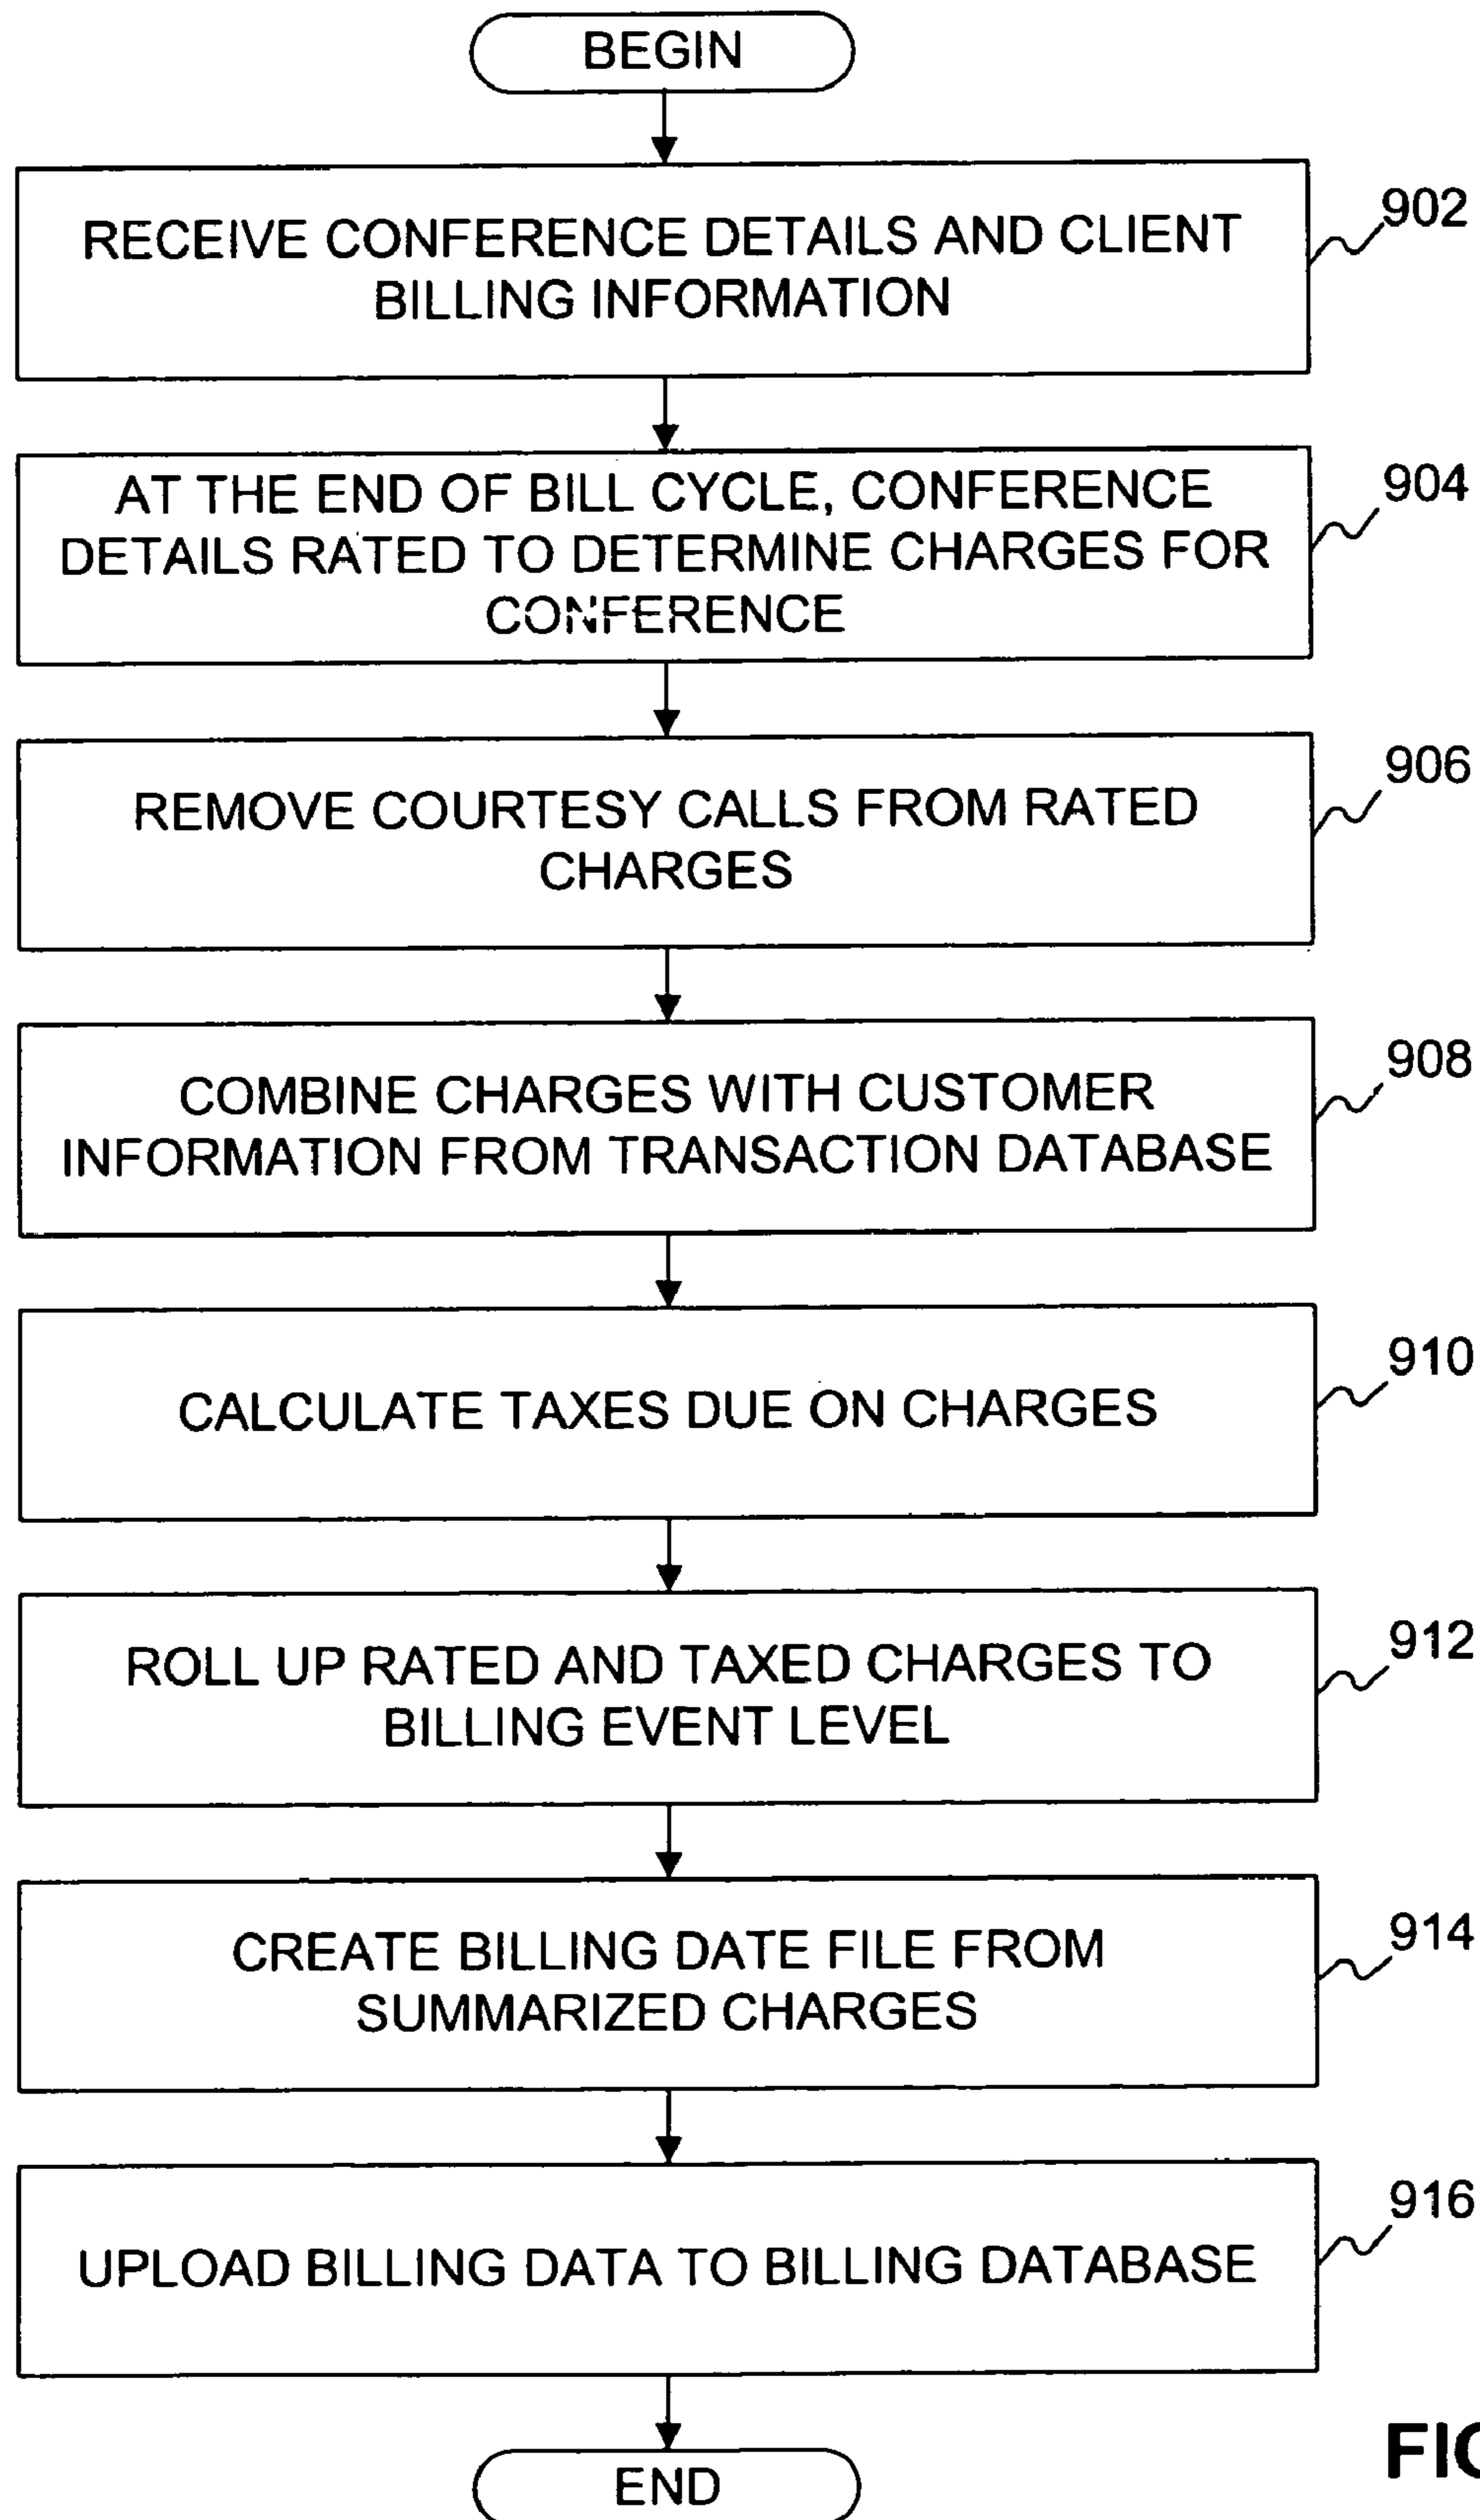 BEGIN
RECEIVE CONFERENCE DETAILS AND CLIENT
BILLING INFORMATION
902
AT THE END OF BILL CYCLE, CONFERENCE
DETAILS RATED TO DETERMINE CHARGES FOR
CONFERENCE
904
REMOVE COURTESY CALLS FROM RATED
CHARGES
906
COMBINE CHARGES WITH CUSTOMER
INFORMATION FROM TRANSACTION DATABASE
908
CALCULATE TAXES DUE ON CHARGES
910
ROLL UP RATED AND TAXED CHARGES TO
BILLING EVENT LEVEL
912
CREATE BILLING DATE FILE FROM
SUMMARIZED CHARGES
914
UPLOAD BILLING DATA TO BILLING DATABASE
916
END